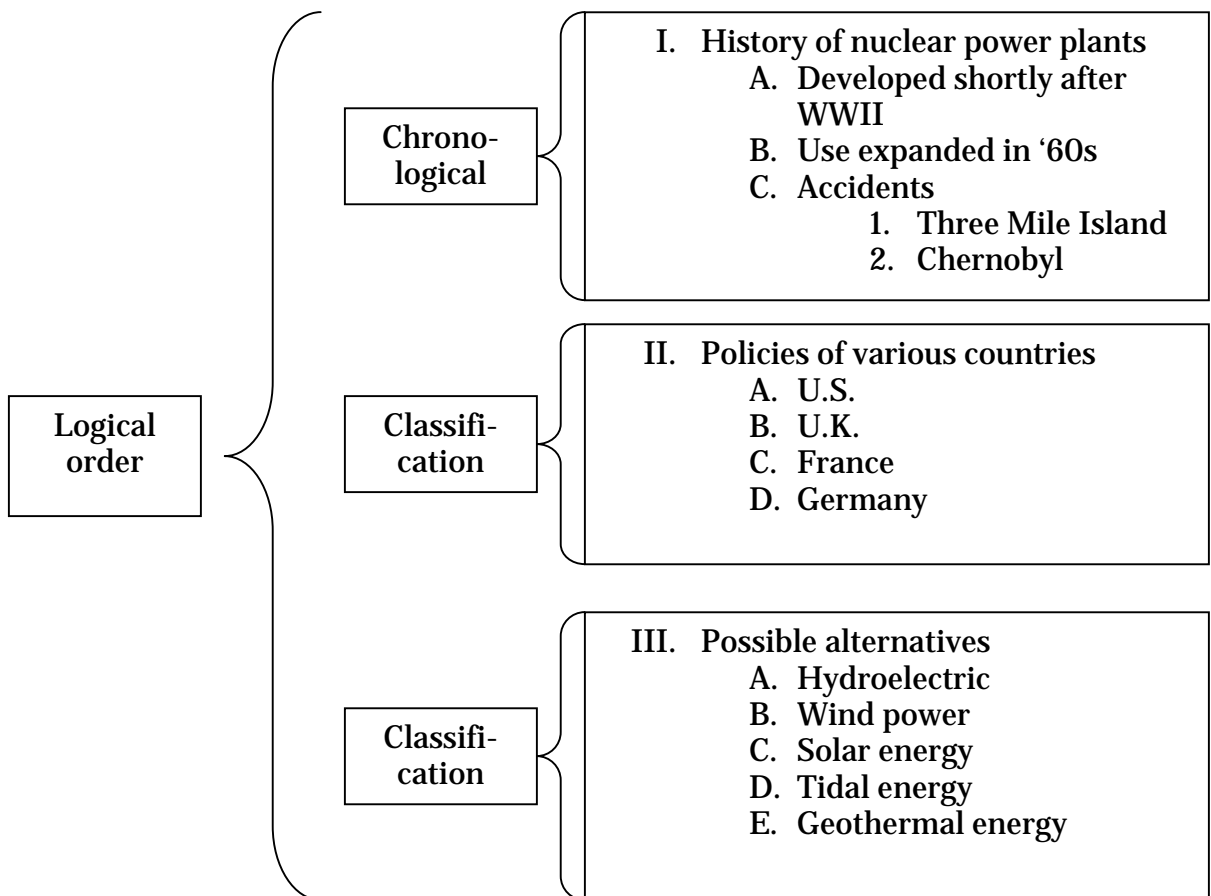 Logical
order
Chrono-
logical
I. History of nuclear power plants
A. Developed shortly after
WWII
B. Use expanded in ‘60s
C. Accidents
1. Three Mile Island
2. Chernobyl
Classifi-
cation
II. Policies of various countries
A. U.S.
B. U.K.
C. France
D. Germany
Classifi-
cation
III. Possible alternatives
A. Hydroelectric
B. Wind power
C. Solar energy
D. Tidal energy
E. Geothermal energy